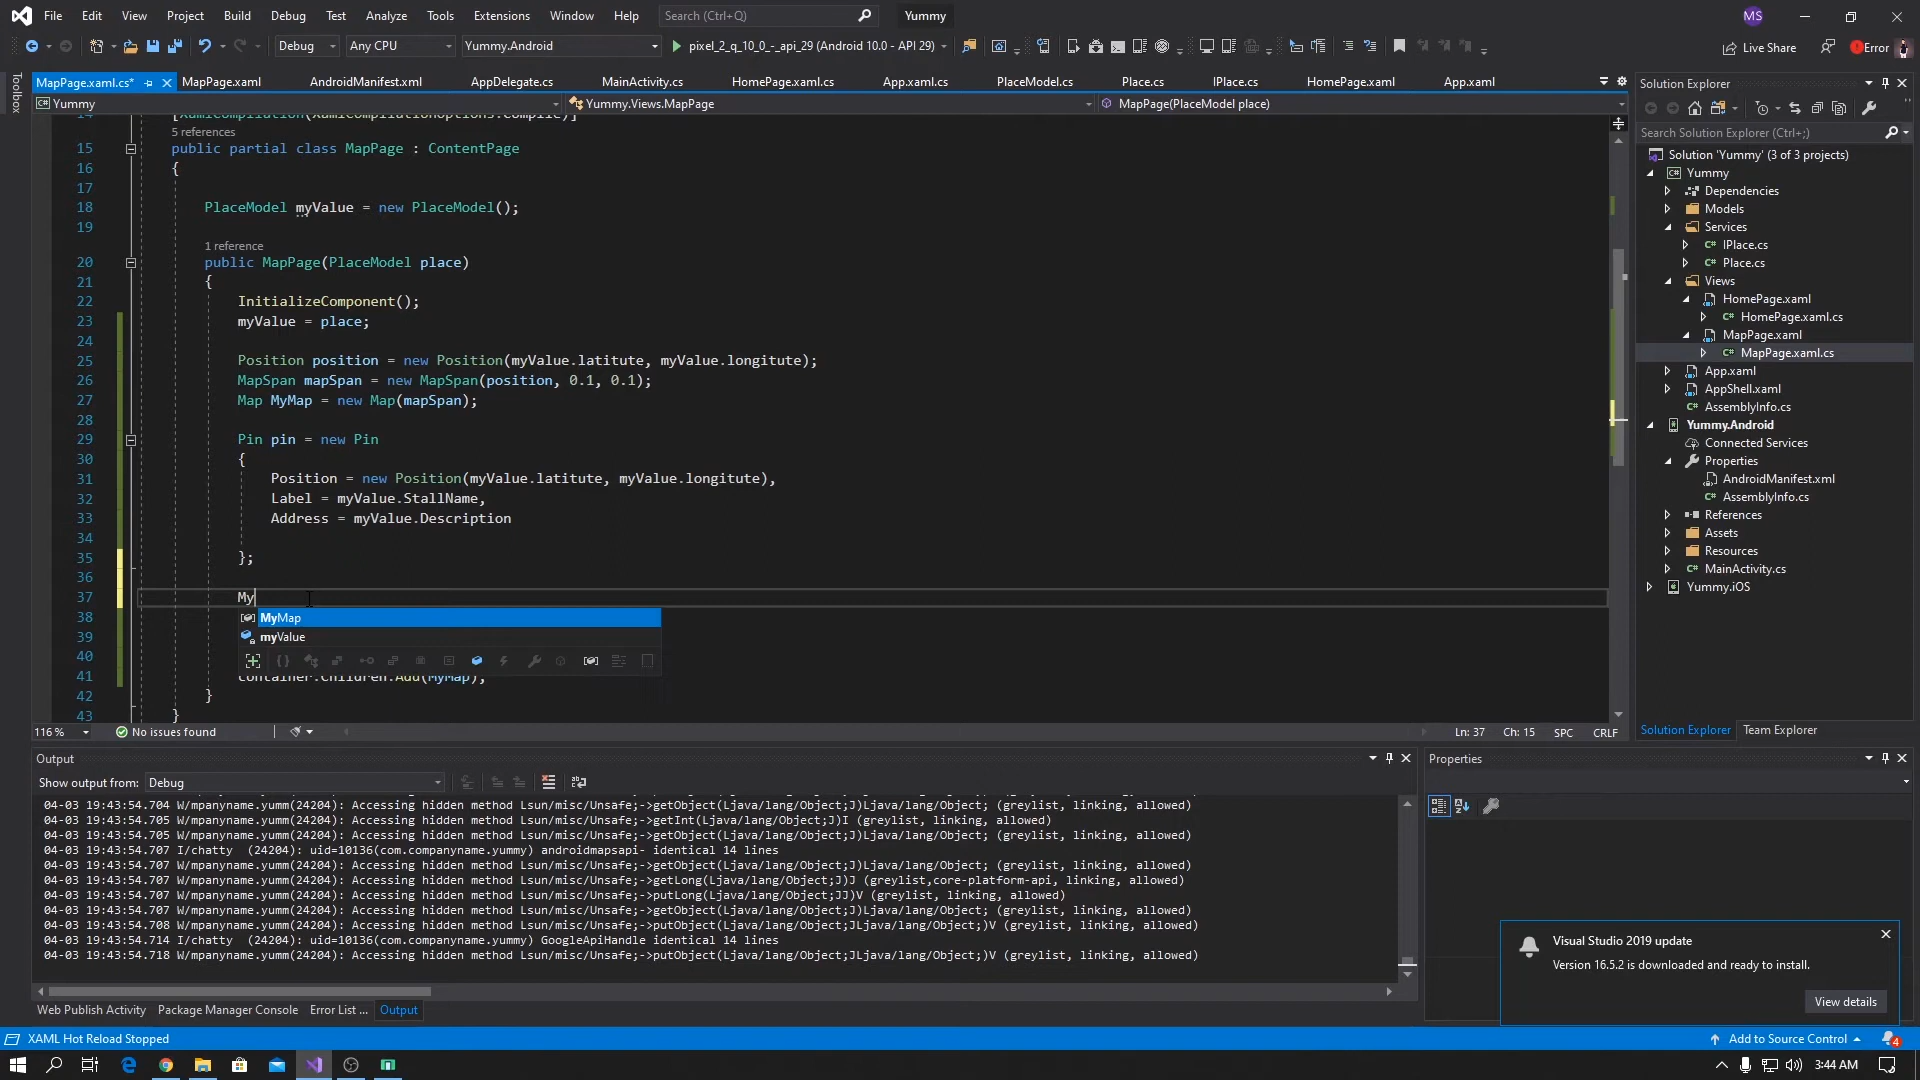 File Edit View Project Build Debug Test Analyze Tools Extensions Window Help Search (Ctrl+Q) Yummy MS
Debug Any CPU Yummy.Android pixel_2_q_10_0_-_api_29 (Android 10.0 - API 29) Live Share Error
Toolbox
MapPage.xaml.cs* MapPage.xaml AndroidManifest.xml AppDelegate.cs MainActivity.cs HomePage.xaml.cs App.xaml.cs PlaceModel.cs Place.cs IPlace.cs HomePage.xaml App.xaml
Yummy Yummy.Views.MapPage MapPage(PlaceModel place)
14 [XamlCompilation(XamlCompilationOptions.Compile)]
5 references
15 public partial class MapPage : ContentPage
16 {
17
18 PlaceModel myValue = new PlaceModel();
19
1 reference
20 public MapPage(PlaceModel place)
21 {
22 InitializeComponent();
23 myValue = place;
24
25 Position position = new Position(myValue.latitute, myValue.longitute);
26 MapSpan mapSpan = new MapSpan(position, 0.1, 0.1);
27 Map MyMap = new Map(mapSpan);
28
29 Pin pin = new Pin
30 {
31 Position = new Position(myValue.latitute, myValue.longitute),
32 Label = myValue.StallName,
33 Address = myValue.Description
34
35 };
36
37 My
38 MyMap
39 myValue
40
41 container.Children.Add(MyMap);
42 }
43 }
116 % No issues found Ln: 37 Ch: 15 SPC CRLF
Output
Show output from: Debug
04-03 19:43:54.704 W/mpanyname.yumm(24204): Accessing hidden method Lsun/misc/Unsafe;->getObject(Ljava/lang/Object;J)Ljava/lang/Object; (greylist, linking, allowed)
04-03 19:43:54.705 W/mpanyname.yumm(24204): Accessing hidden method Lsun/misc/Unsafe;->getInt(Ljava/lang/Object;J)I (greylist, linking, allowed)
04-03 19:43:54.705 W/mpanyname.yumm(24204): Accessing hidden method Lsun/misc/Unsafe;->getObject(Ljava/lang/Object;J)Ljava/lang/Object; (greylist, linking, allowed)
04-03 19:43:54.707 I/chatty  (24204): uid=10136(com.companyname.yummy) androidmapsapi- identical 14 lines
04-03 19:43:54.707 W/mpanyname.yumm(24204): Accessing hidden method Lsun/misc/Unsafe;->getObject(Ljava/lang/Object;J)Ljava/lang/Object; (greylist, linking, allowed)
04-03 19:43:54.707 W/mpanyname.yumm(24204): Accessing hidden method Lsun/misc/Unsafe;->getLong(Ljava/lang/Object;J)J (greylist,core-platform-api, linking, allowed)
04-03 19:43:54.707 W/mpanyname.yumm(24204): Accessing hidden method Lsun/misc/Unsafe;->putLong(Ljava/lang/Object;JJ)V (greylist, linking, allowed)
04-03 19:43:54.707 W/mpanyname.yumm(24204): Accessing hidden method Lsun/misc/Unsafe;->getObject(Ljava/lang/Object;J)Ljava/lang/Object; (greylist, linking, allowed)
04-03 19:43:54.708 W/mpanyname.yumm(24204): Accessing hidden method Lsun/misc/Unsafe;->putObject(Ljava/lang/Object;JLjava/lang/Object;)V (greylist, linking, allowed)
04-03 19:43:54.714 I/chatty  (24204): uid=10136(com.companyname.yummy) GoogleApiHandle identical 14 lines
04-03 19:43:54.718 W/mpanyname.yumm(24204): Accessing hidden method Lsun/misc/Unsafe;->putObject(Ljava/lang/Object;JLjava/lang/Object;)V (greylist, linking, allowed)
Web Publish Activity Package Manager Console Error List ... Output
Solution Explorer
Search Solution Explorer (Ctrl+;)
Solution 'Yummy' (3 of 3 projects)
Yummy
Dependencies
Models
Services
IPlace.cs
Place.cs
Views
HomePage.xaml
HomePage.xaml.cs
MapPage.xaml
MapPage.xaml.cs
App.xaml
AppShell.xaml
AssemblyInfo.cs
Yummy.Android
Connected Services
Properties
AndroidManifest.xml
AssemblyInfo.cs
References
Assets
Resources
MainActivity.cs
Yummy.iOS
Solution Explorer Team Explorer
Properties
Visual Studio 2019 update
Version 16.5.2 is downloaded and ready to install.
View details
XAML Hot Reload Stopped Add to Source Control 4
3:44 AM